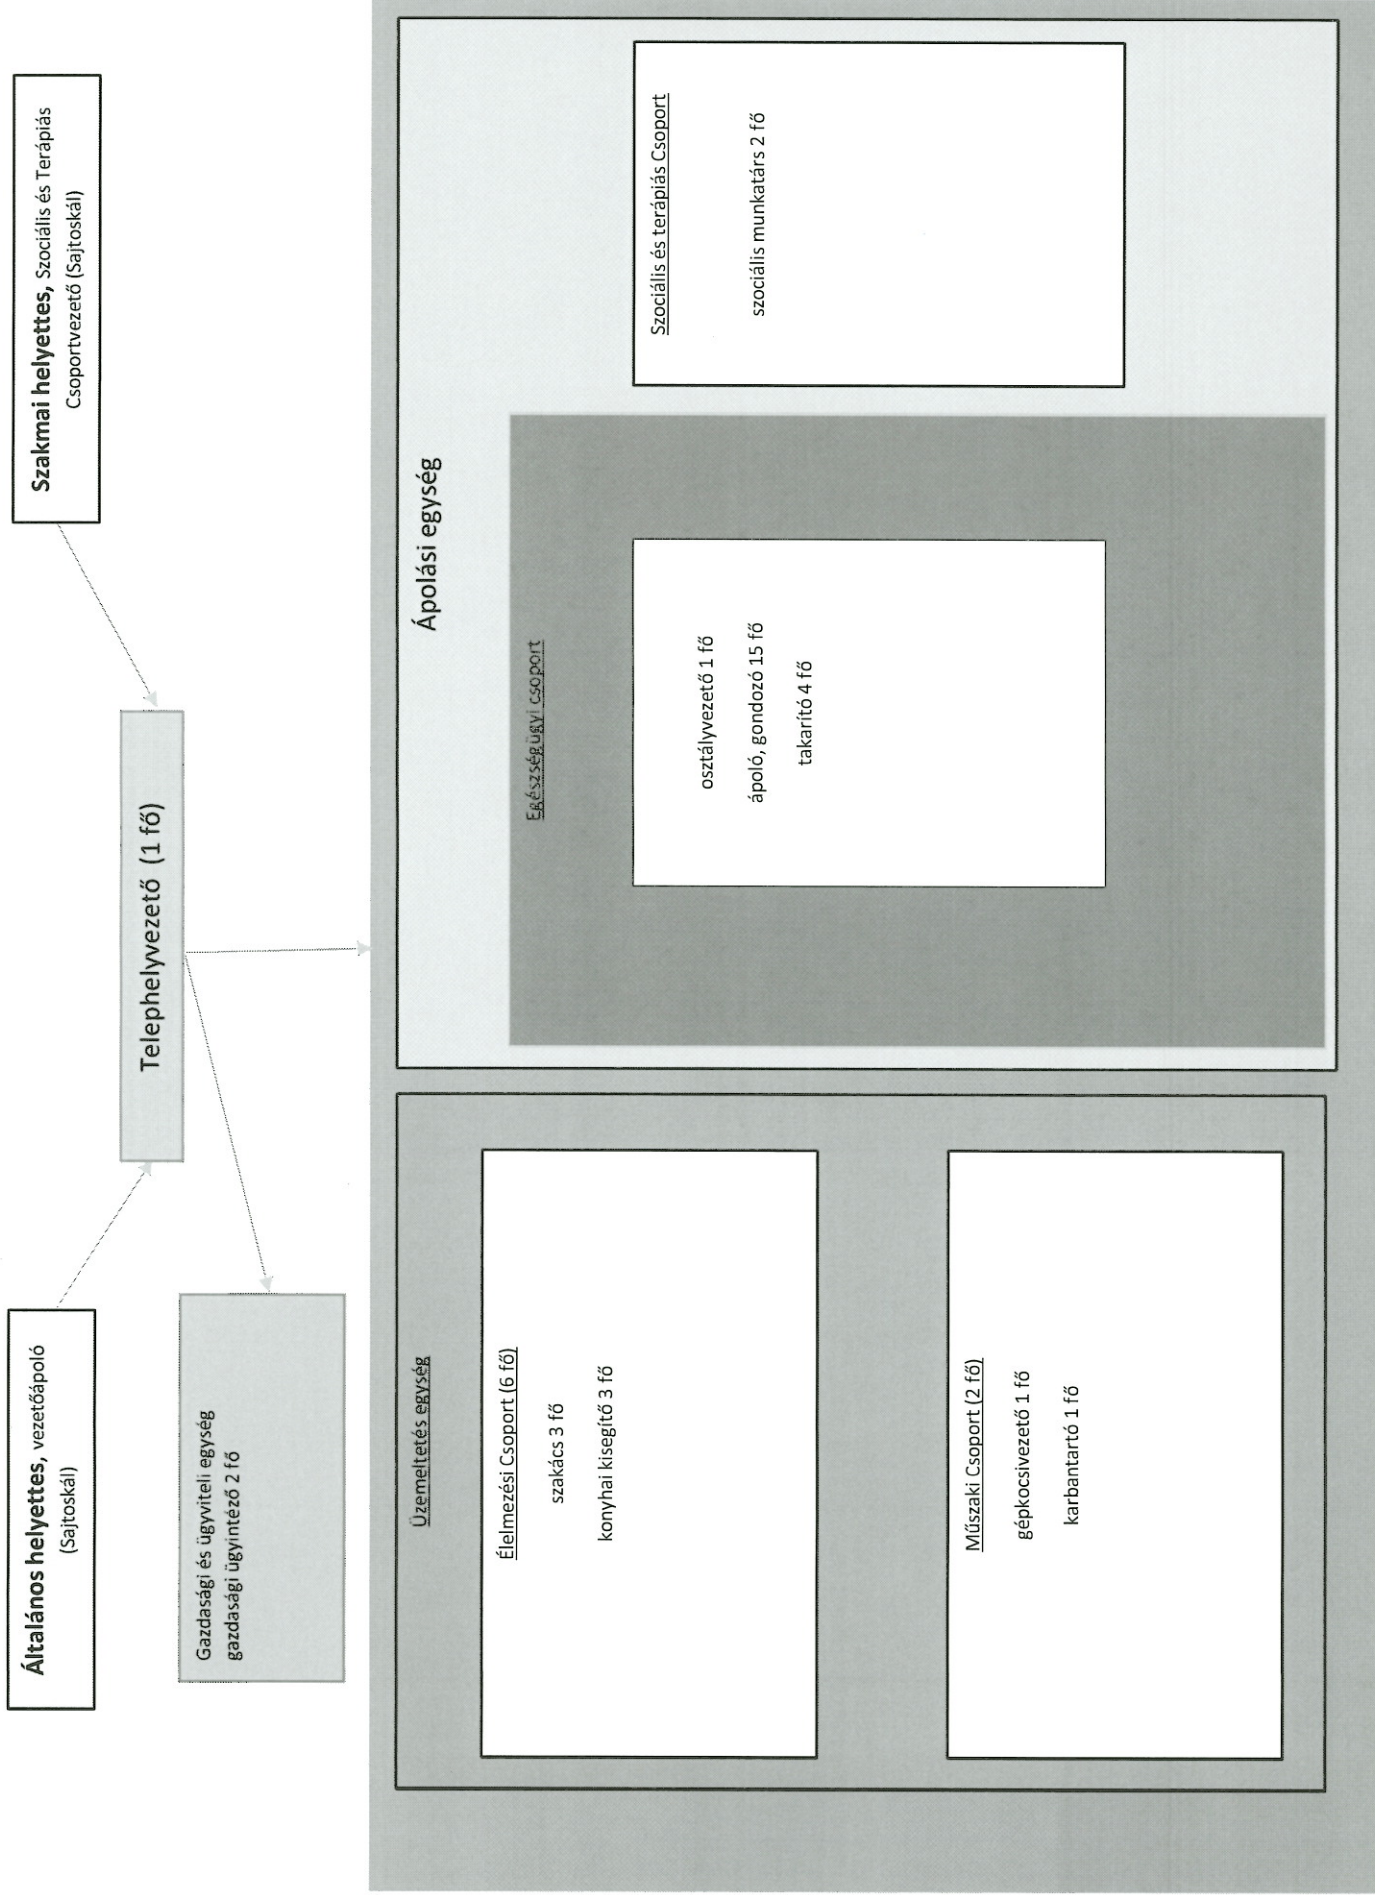 Általános helyettes, vezetőápoló
(Sajtoskál)
Szakmai helyettes, Szociális és Terápiás
Csoportvezető (Sajtoskál)
Telephelyvezető (1 fő)
Gazdasági és ügyviteli egység
gazdasági ügyintéző 2 fő
Üzemeltetés egység
Élelmezési Csoport (6 fő)
szakács 3 fő
konyhai kisegítő 3 fő
Műszaki Csoport (2 fő)
gépkocsivezető 1 fő
karbantartó 1 fő
Ápolási egység
Egészségügyi csoport
osztályvezető 1 fő
ápoló, gondozó 15 fő
takarító 4 fő
Szociális és terápiás Csoport
szociális munkatárs 2 fő